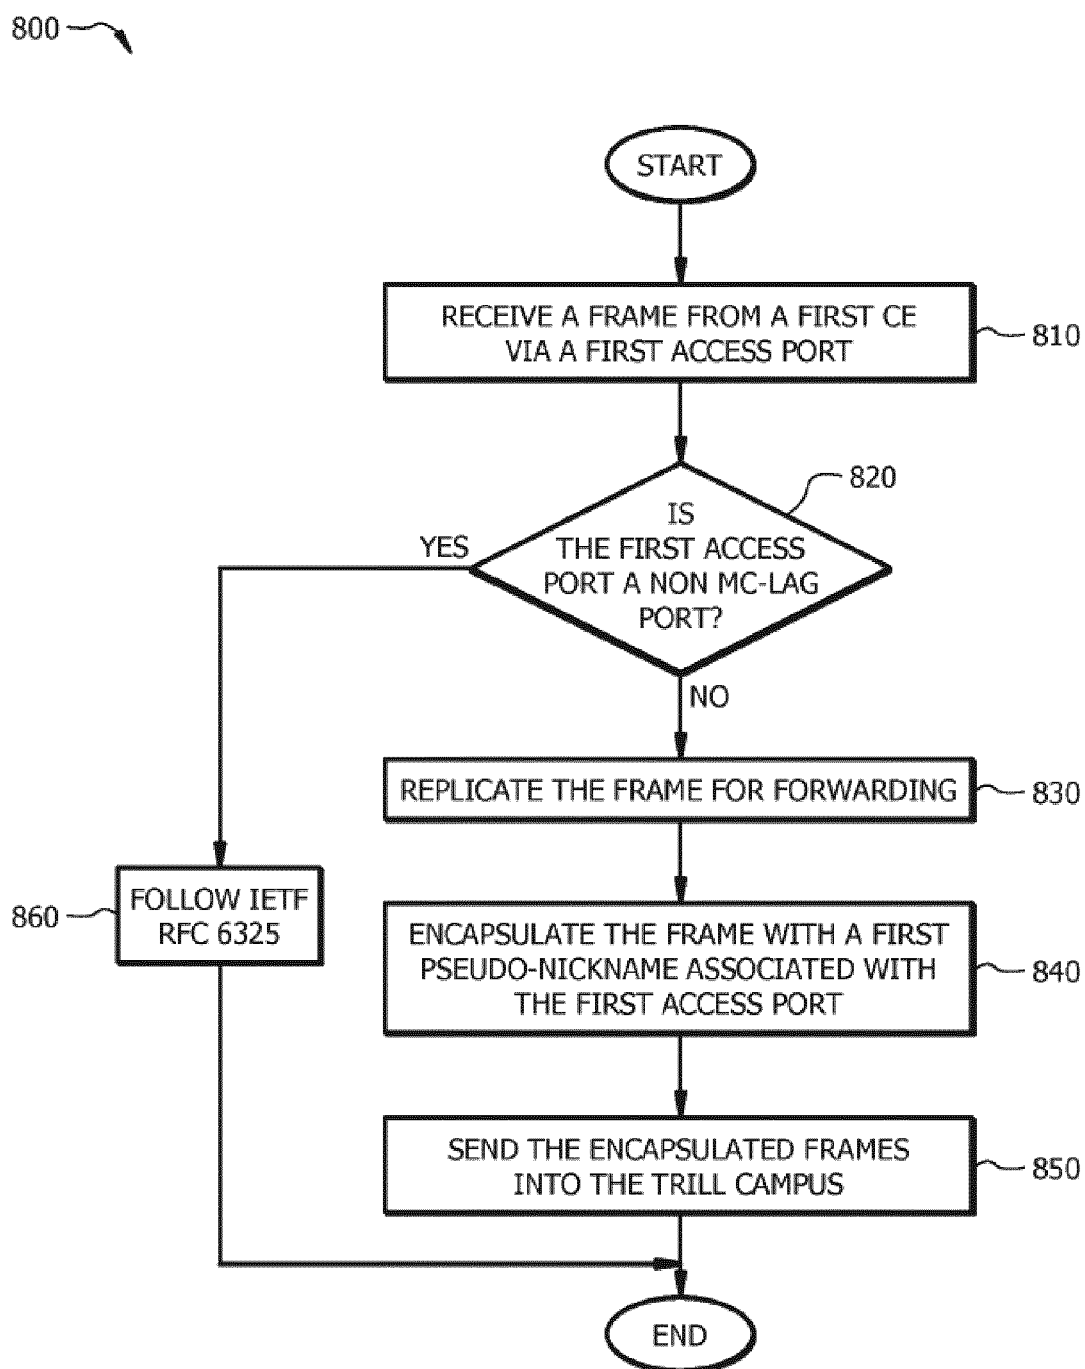 800
START
RECEIVE A FRAME FROM A FIRST CE
VIA A FIRST ACCESS PORT
810
820
IS
THE FIRST ACCESS
PORT A NON MC-LAG
PORT?
YES
NO
REPLICATE THE FRAME FOR FORWARDING
830
860
FOLLOW IETF
RFC 6325
ENCAPSULATE THE FRAME WITH A FIRST
PSEUDO-NICKNAME ASSOCIATED WITH
THE FIRST ACCESS PORT
840
SEND THE ENCAPSULATED FRAMES
INTO THE TRILL CAMPUS
850
END